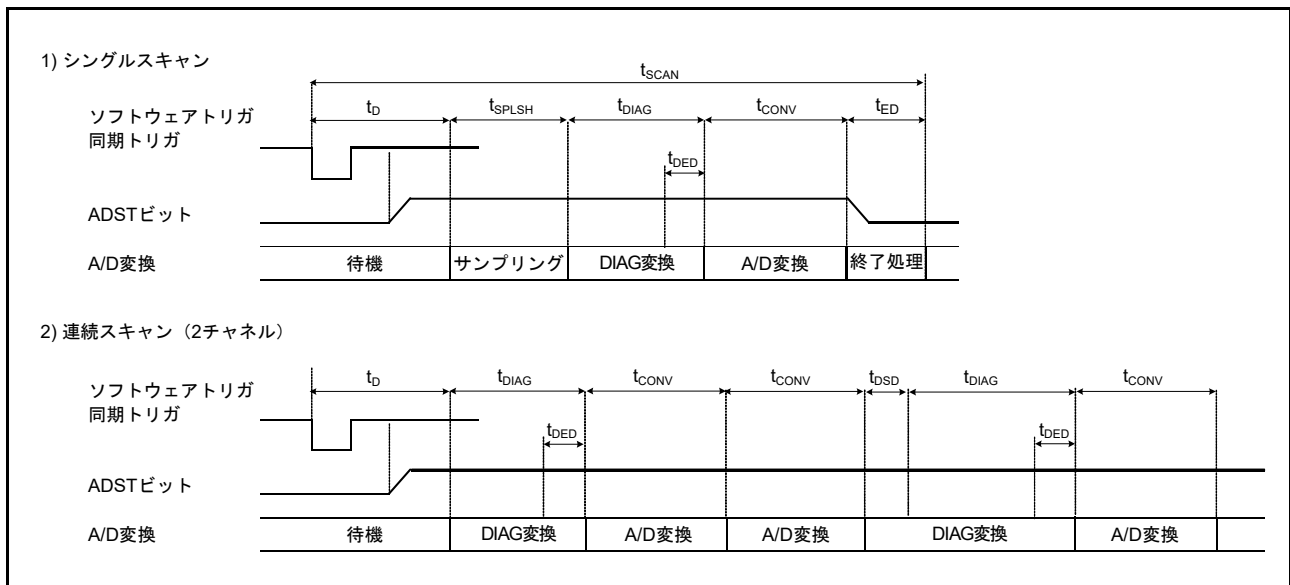 1) シングルスキャン
tSCAN
ソフトウェアトリガ
同期トリガ
tD tSPLSH tDIAG tCONV tED
tDED
ADSTビット
A/D変換 待機 サンプリング DIAG変換 A/D変換 終了処理
2) 連続スキャン（2チャネル）
ソフトウェアトリガ
同期トリガ
tD tDIAG tCONV tCONV tDSD tDIAG tCONV
tDED tDED
ADSTビット
A/D変換 待機 DIAG変換 A/D変換 A/D変換 DIAG変換 A/D変換